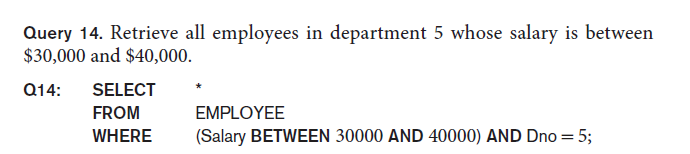 Query 14. Retrieve all employees in department 5 whose salary is between
$30,000 and $40,000.
Q14: SELECT *
FROM EMPLOYEE
WHERE (Salary BETWEEN 30000 AND 40000) AND Dno = 5;